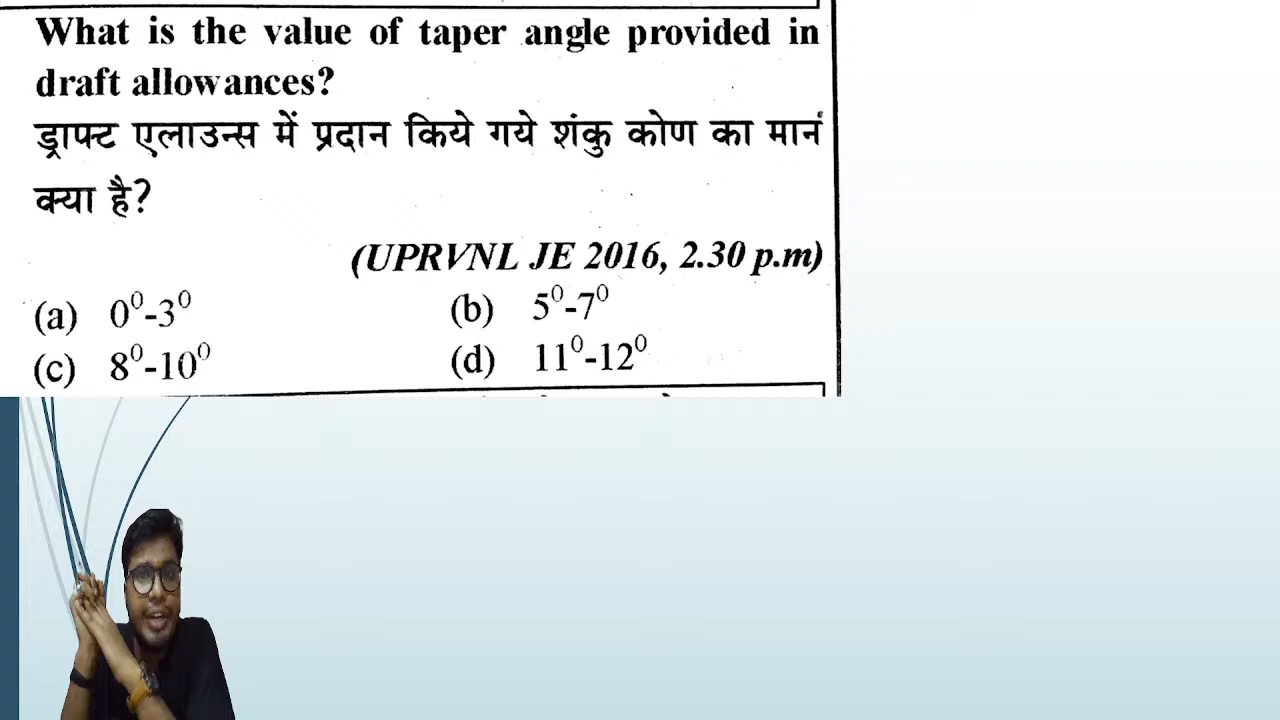 What is the value of taper angle provided in
draft allowances?
ड्राफ्ट एलाउन्स में प्रदान किये गये शंकु कोण का मान
क्या है?
(UPRVNL JE 2016, 2.30 p.m)
(a) 0⁰-3⁰ (b) 5⁰-7⁰
(c) 8⁰-10⁰ (d) 11⁰-12⁰